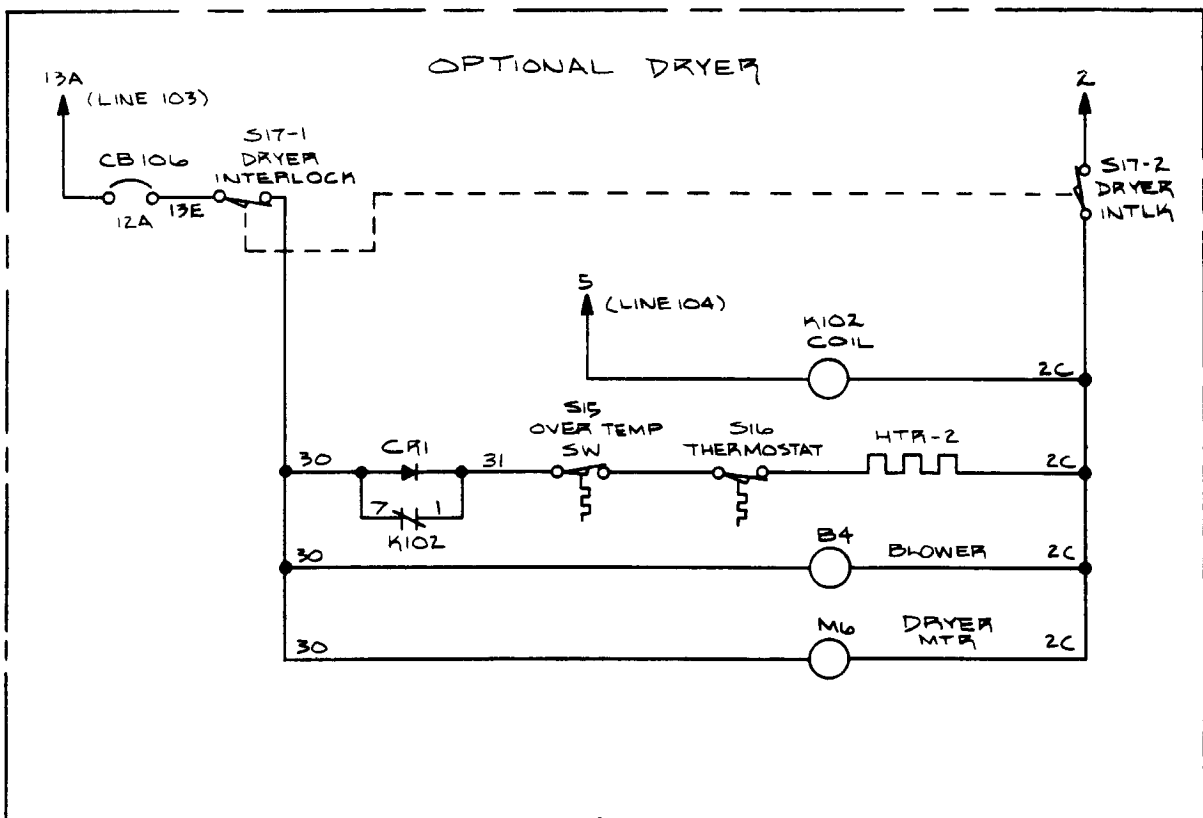 OPTIONAL DRYER
13A
(LINE 103)
2
S17-1
DRYER
INTERLOCK
CB106
12A
13E
S17-2
DRYER
INTLK
5
(LINE 104)
K102
COIL
2C
S15
OVER TEMP
SW
S16
THERMOSTAT
HTR-2
CR1
30
31
2C
7
1
K102
B4
30
BLOWER
2C
M6
DRYER
MTR
30
2C